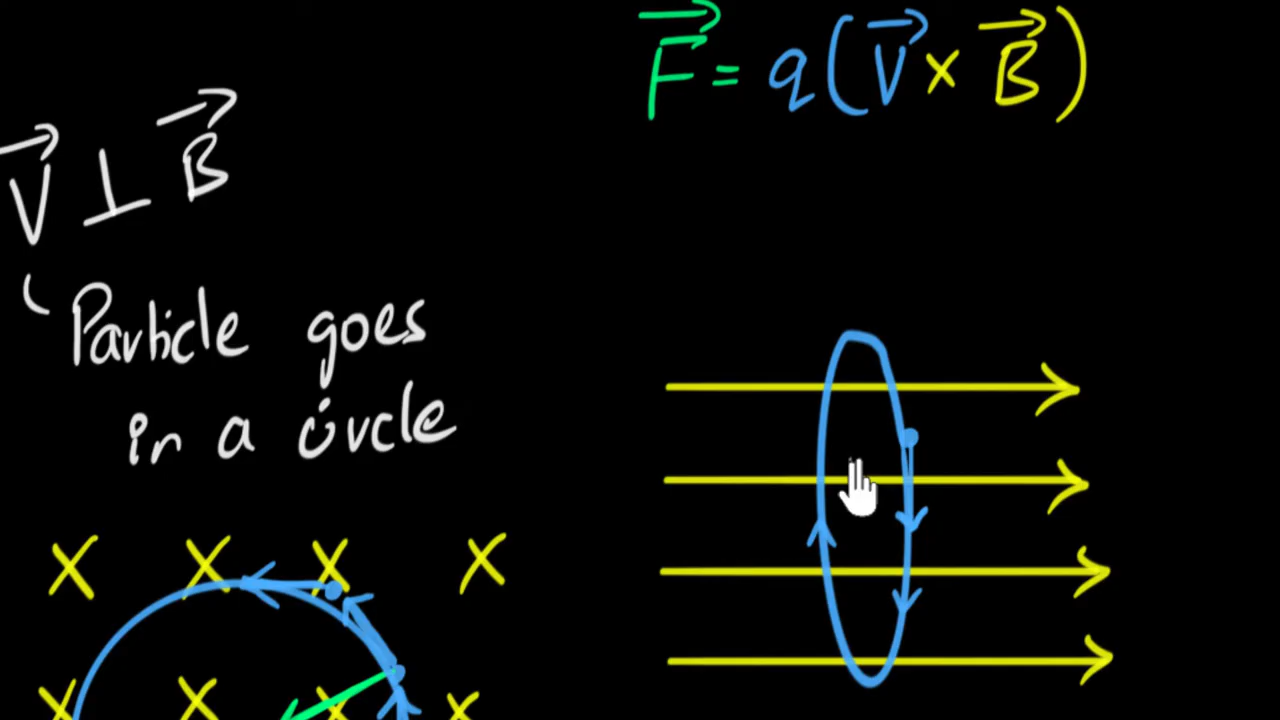 F = q(V × B)
V ⊥ B
Particle goes
in a circle
X X X X
X X X X